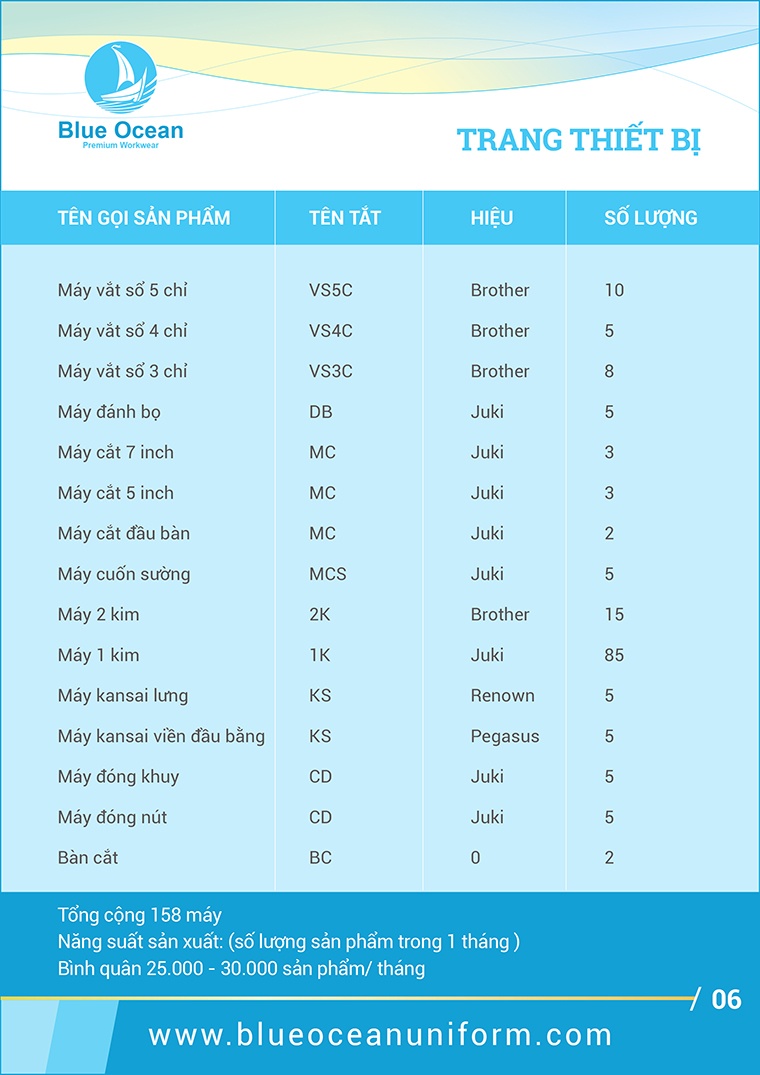 Blue Ocean
Premium Workwear
TRANG THIẾT BỊ
TÊN GỌI SẢN PHẨM TÊN TẮT HIỆU SỐ LƯỢNG
Máy vắt sổ 5 chỉ VS5C Brother 10
Máy vắt sổ 4 chỉ VS4C Brother 5
Máy vắt sổ 3 chỉ VS3C Brother 8
Máy đánh bọ DB Juki 5
Máy cắt 7 inch MC Juki 3
Máy cắt 5 inch MC Juki 3
Máy cắt đầu bàn MC Juki 2
Máy cuốn sường MCS Juki 5
Máy 2 kim 2K Brother 15
Máy 1 kim 1K Juki 85
Máy kansai lưng KS Renown 5
Máy kansai viền đầu bằng KS Pegasus 5
Máy đóng khuy CD Juki 5
Máy đóng nút CD Juki 5
Bàn cắt BC 0 2
Tổng cộng 158 máy
Năng suất sản xuất: (số lượng sản phẩm trong 1 tháng )
Bình quân 25.000 - 30.000 sản phẩm/ tháng
/ 06
www.blueoceanuniform.com